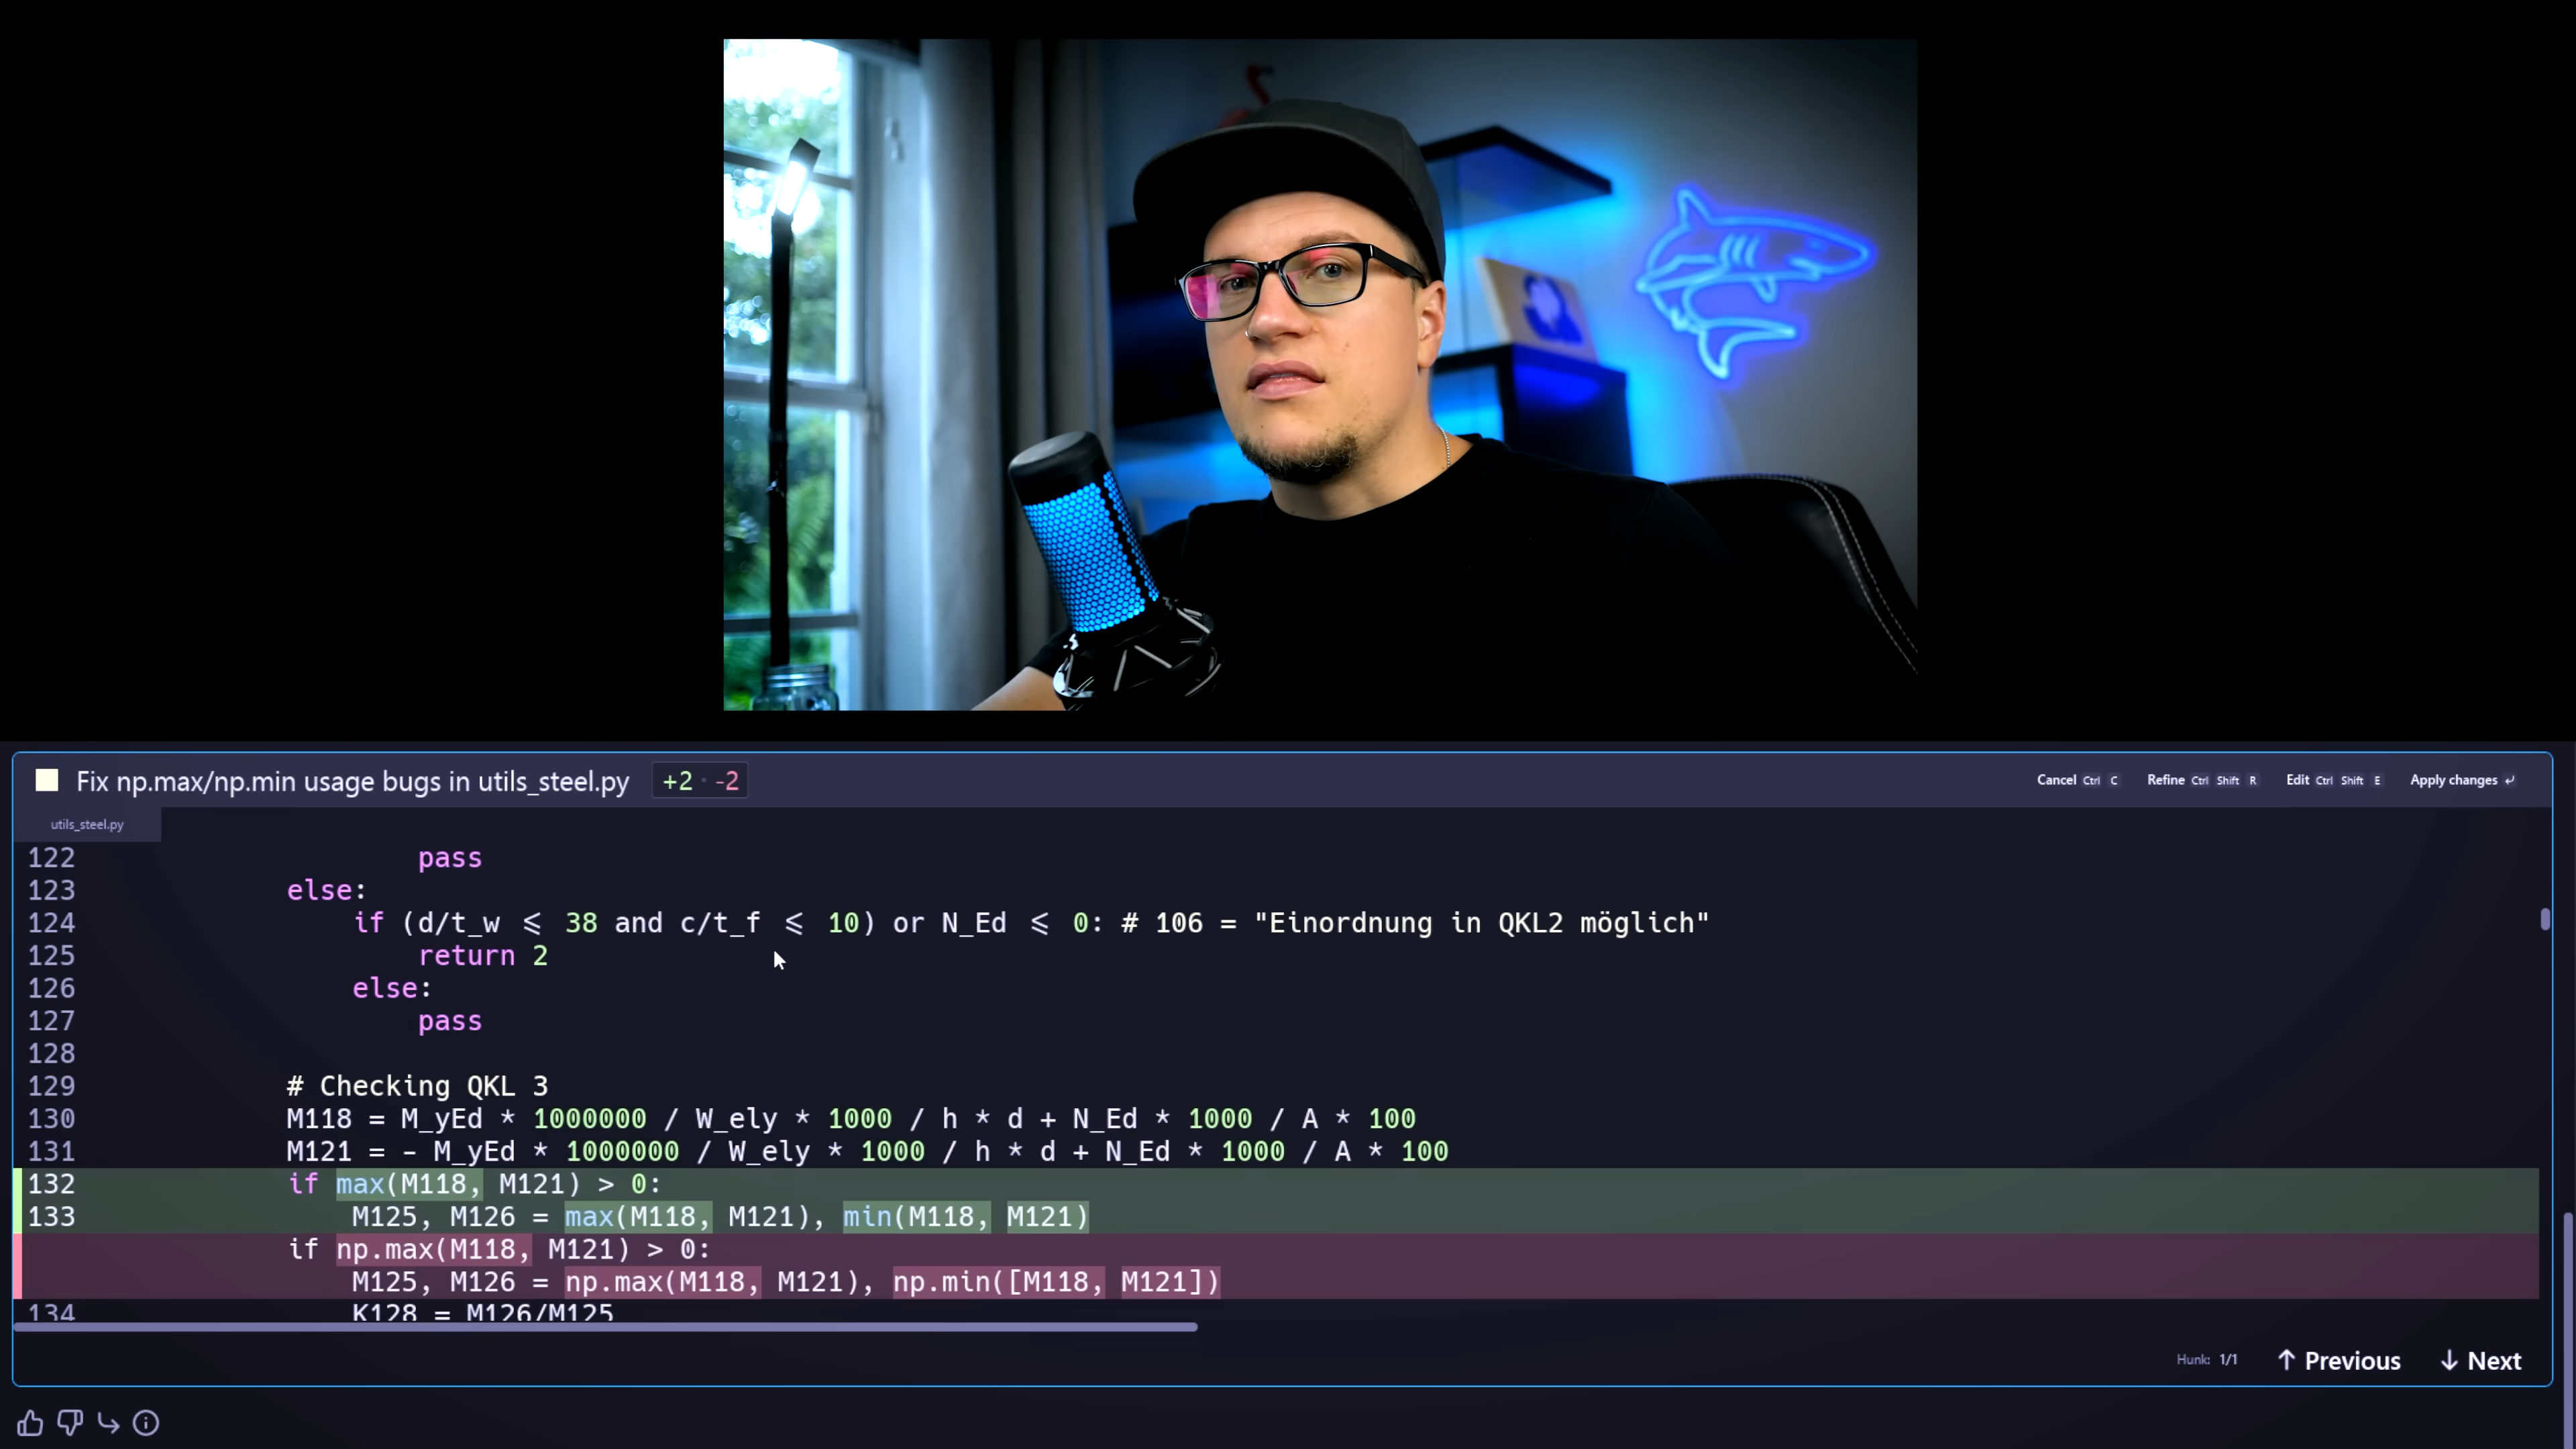 Fix np.max/np.min usage bugs in utils_steel.py +2 · -2 Cancel Ctrl C Refine Ctrl Shift R Edit Ctrl Shift E Apply changes ↵
utils_steel.py
122 pass
123 else:
124 if (d/t_w ⩽ 38 and c/t_f ⩽ 10) or N_Ed ⩽ 0: # 106 = "Einordnung in QKL2 möglich"
125 return 2
126 else:
127 pass
128
129 # Checking QKL 3
130 M118 = M_yEd * 1000000 / W_ely * 1000 / h * d + N_Ed * 1000 / A * 100
131 M121 = - M_yEd * 1000000 / W_ely * 1000 / h * d + N_Ed * 1000 / A * 100
132 if max(M118, M121) > 0:
133 M125, M126 = max(M118, M121), min(M118, M121)
if np.max(M118, M121) > 0:
M125, M126 = np.max(M118, M121), np.min([M118, M121])
134 K128 = M126/M125
Hunk: 1/1 ↑ Previous ↓ Next